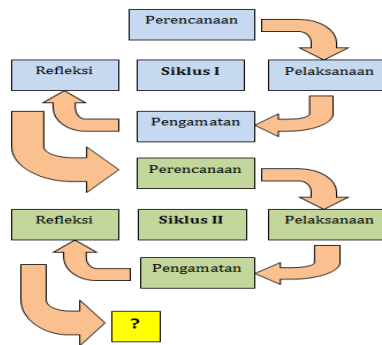 Perencanaan
Refleksi
Siklus I
Pelaksanaan
Pengamatan
Perencanaan
Refleksi
Siklus II
Pelaksanaan
Pengamatan
?